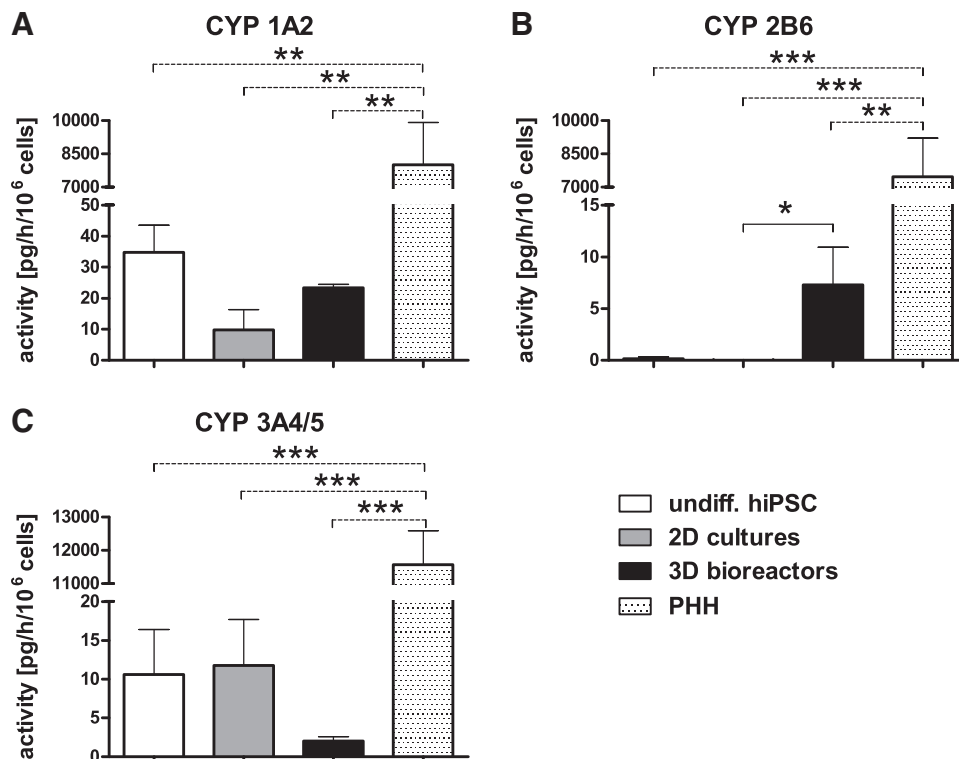 A
CYP 1A2
**
**
**
activity [pg/h/10⁶ cells]
10000
8500
7000
50
40
30
20
10
0
B
CYP 2B6
***
***
**
*
activity [pg/h/10⁶ cells]
10000
8500
7000
15
10
5
0
C
CYP 3A4/5
***
***
***
activity [pg/h/10⁶ cells]
13000
12000
11000
20
15
10
5
0
undiff. hiPSC
2D cultures
3D bioreactors
PHH